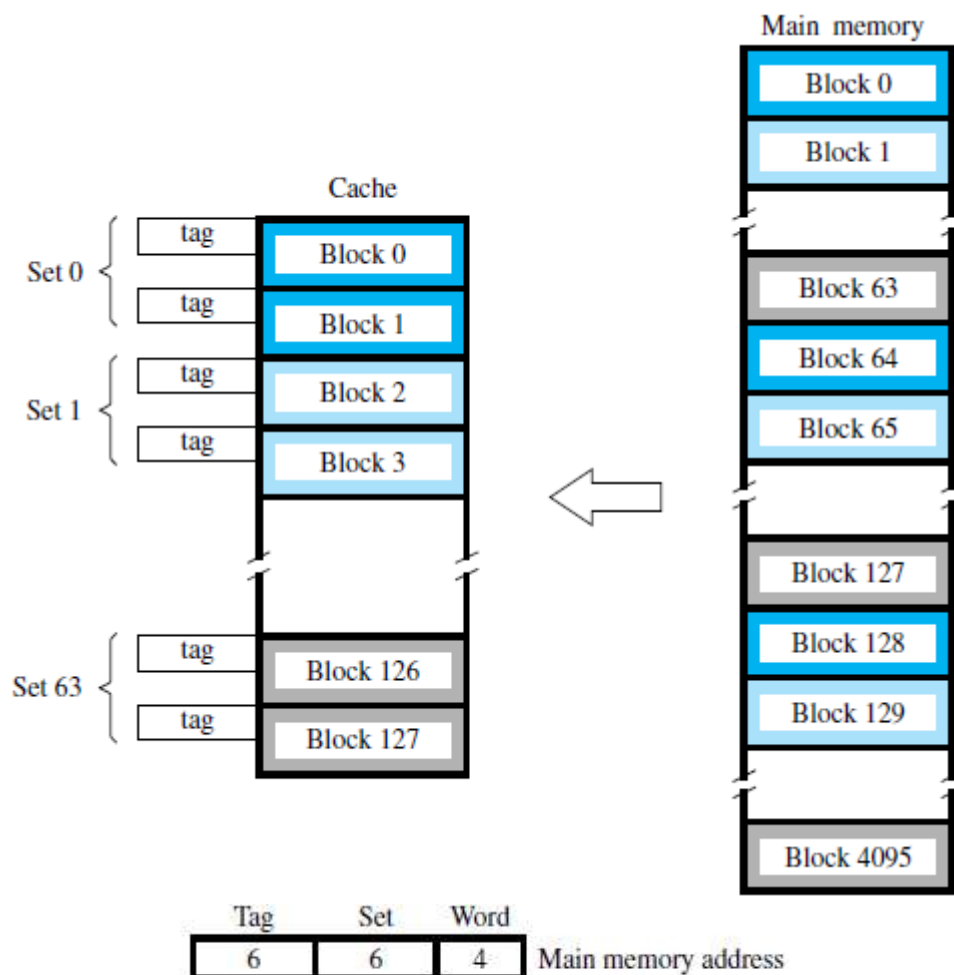 Main memory
Block 0
Block 1
Block 63
Block 64
Block 65
Block 127
Block 128
Block 129
Block 4095
Cache
Set 0
tag
Block 0
tag
Block 1
Set 1
tag
Block 2
tag
Block 3
Set 63
tag
Block 126
tag
Block 127
Tag Set Word
6 6 4 Main memory address